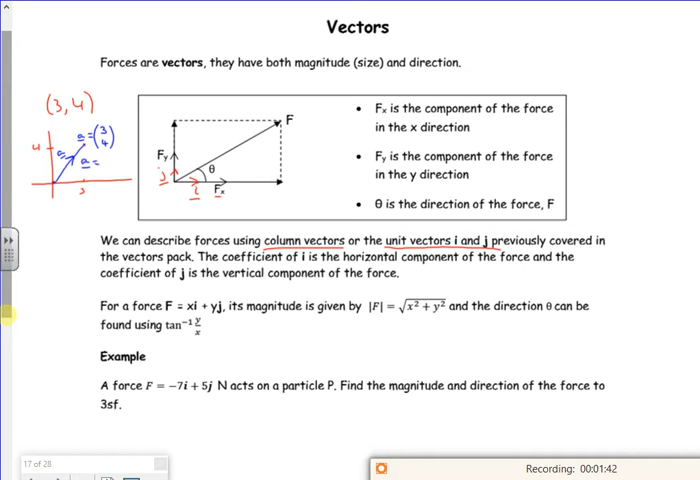 Vectors
Forces are vectors, they have both magnitude (size) and direction.
(3, 4)
4
3
a
a = (3 4)
a =
F
Fy
θ
j
i
Fx
• Fx is the component of the force
in the x direction
• Fy is the component of the force
in the y direction
• θ is the direction of the force, F
We can describe forces using column vectors or the unit vectors i and j previously covered in
the vectors pack. The coefficient of i is the horizontal component of the force and the
coefficient of j is the vertical component of the force.
For a force F = xi + yj, its magnitude is given by |F| = √x² + y² and the direction θ can be
found using tan⁻¹ y/x
Example
A force F = −7i + 5j N acts on a particle P. Find the magnitude and direction of the force to
3sf.
17 of 28
Recording: 00:01:42